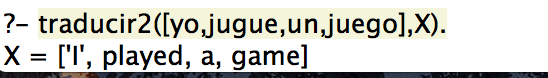 ?- traducir2([yo,jugue,un,juego],X).
X = ['I', played, a, game]